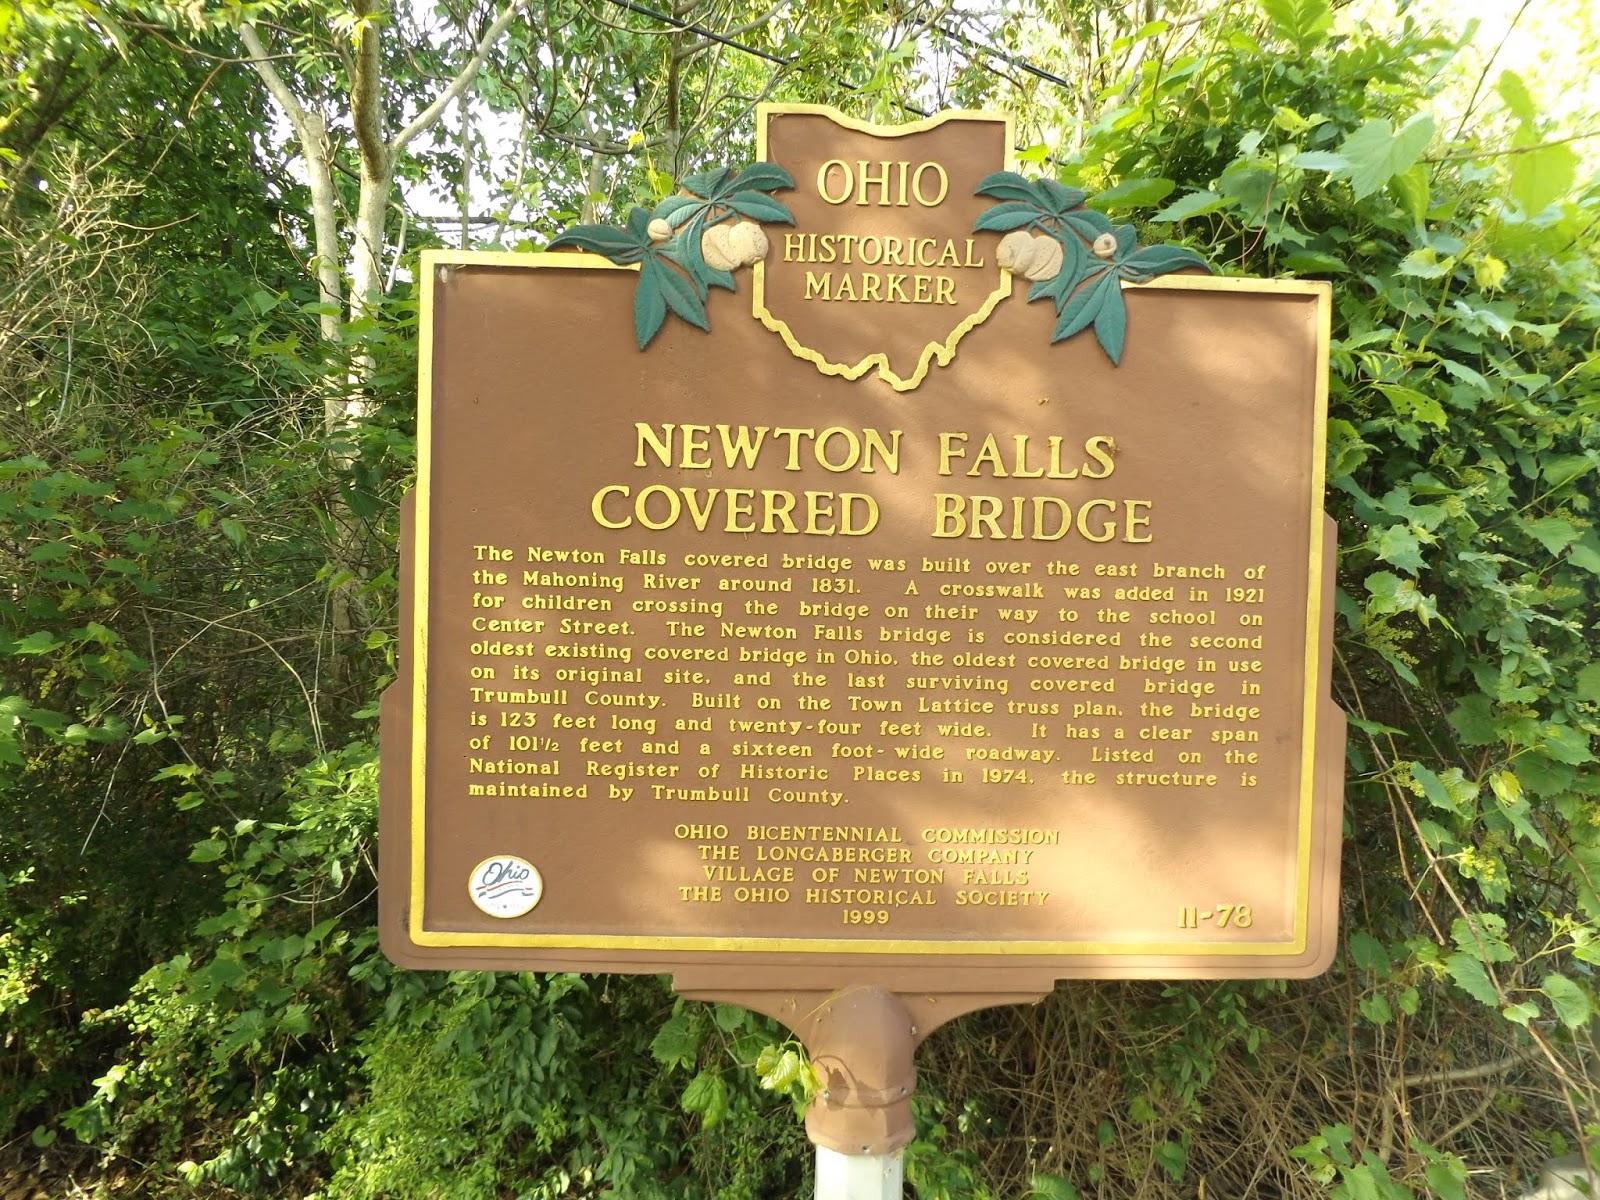 OHIO
HISTORICAL
MARKER
NEWTON FALLS
COVERED BRIDGE
The Newton Falls covered bridge was built over the east branch of
the Mahoning River around 1831. A crosswalk was added in 1921
for children crossing the bridge on their way to the school on
Center Street. The Newton Falls bridge is considered the second
oldest existing covered bridge in Ohio, the oldest covered bridge in use
on its original site, and the last surviving covered bridge in
Trumbull County. Built on the Town Lattice truss plan, the bridge
is 123 feet long and twenty-four feet wide. It has a clear span
of 101½ feet and a sixteen foot-wide roadway. Listed on the
National Register of Historic Places in 1974, the structure is
maintained by Trumbull County.
OHIO BICENTENNIAL COMMISSION
THE LONGABERGER COMPANY
VILLAGE OF NEWTON FALLS
THE OHIO HISTORICAL SOCIETY
1999
11-78
Ohio